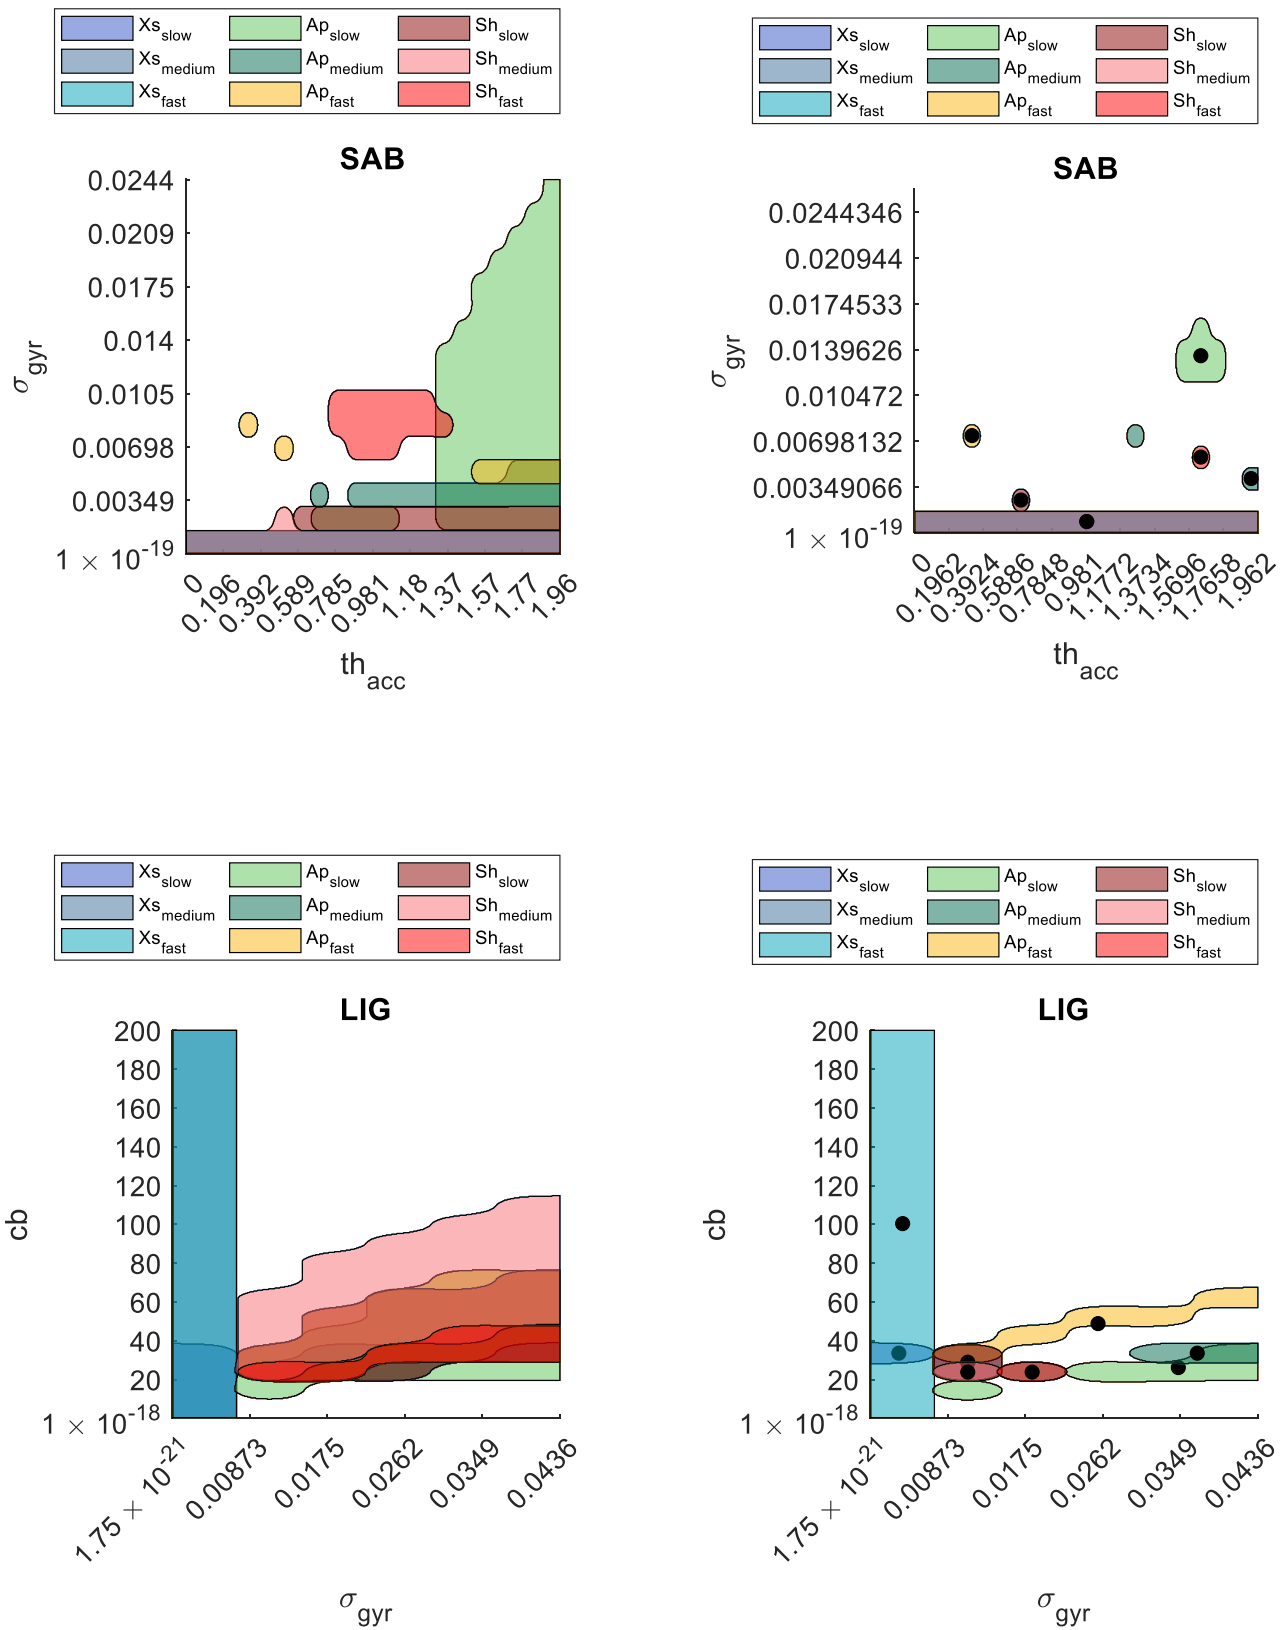 Xs slow Ap slow Sh slow
Xs medium Ap medium Sh medium
Xs fast Ap fast Sh fast
SAB
0.0244
0.0209
0.0175
0.014
0.0105
0.00698
0.00349
1 × 10-19
σ gyr
0 0.196 0.392 0.589 0.785 0.981 1.18 1.37 1.57 1.77 1.96
th acc
Xs slow Ap slow Sh slow
Xs medium Ap medium Sh medium
Xs fast Ap fast Sh fast
SAB
0.0244346
0.020944
0.0174533
0.0139626
0.010472
0.00698132
0.00349066
1 × 10-19
σ gyr
0 0.1962 0.3924 0.5886 0.7848 0.981 1.1772 1.3734 1.5696 1.7658 1.962
th acc
Xs slow Ap slow Sh slow
Xs medium Ap medium Sh medium
Xs fast Ap fast Sh fast
LIG
200
180
160
140
120
100
80
60
40
20
1 × 10-18
cb
1.75 × 10-21 0.00873 0.0175 0.0262 0.0349 0.0436
σ gyr
Xs slow Ap slow Sh slow
Xs medium Ap medium Sh medium
Xs fast Ap fast Sh fast
LIG
200
180
160
140
120
100
80
60
40
20
1 × 10-18
cb
1.75 × 10-21 0.00873 0.0175 0.0262 0.0349 0.0436
σ gyr